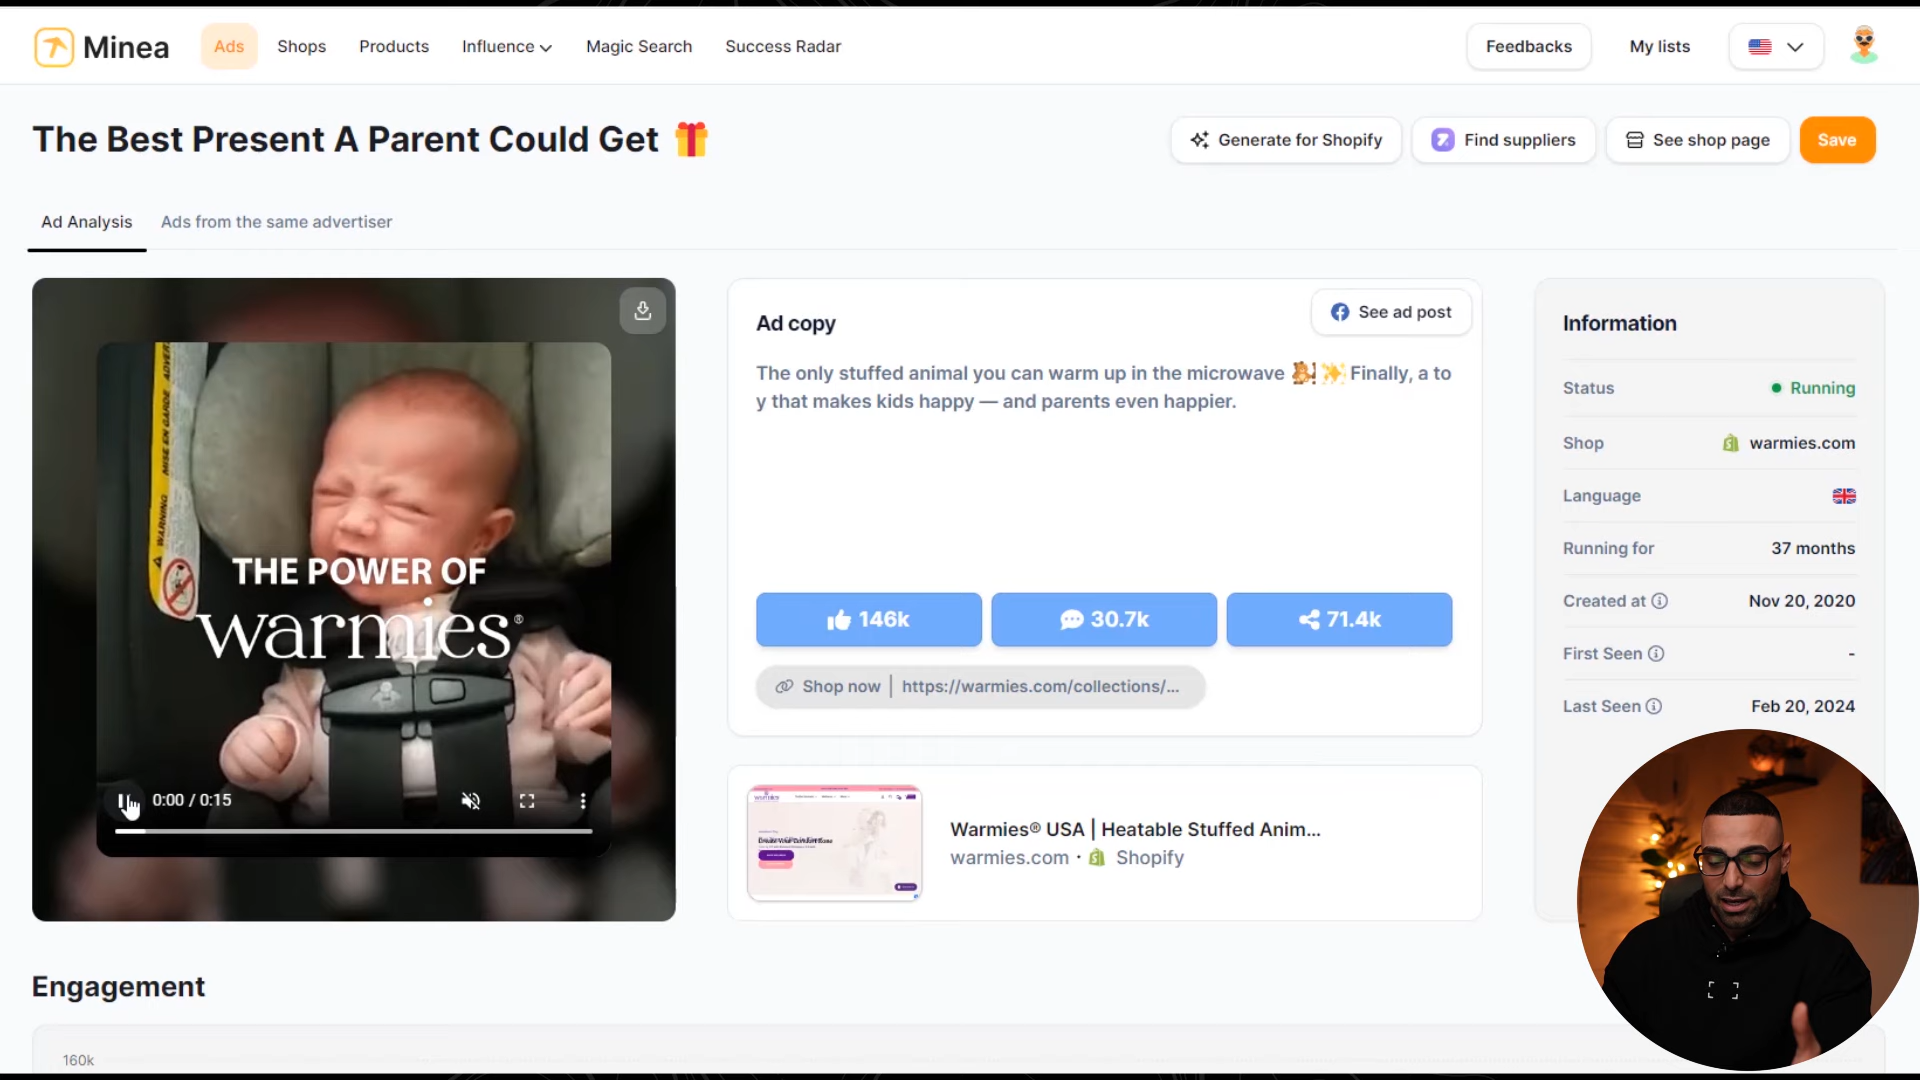 Minea
Ads
Shops
Products
Influence
Magic Search
Success Radar
Feedbacks
My lists
The Best Present A Parent Could Get
Generate for Shopify
Find suppliers
See shop page
Save
Ad Analysis
Ads from the same advertiser
WARNING
MISE EN GARDE
THE POWER OF
warmies®
0:00 / 0:15
Ad copy
See ad post
The only stuffed animal you can warm up in the microwave 🧸✨ Finally, a to
y that makes kids happy — and parents even happier.
146k
30.7k
71.4k
Shop now | https://warmies.com/collections/...
Warmies® USA | Heatable Stuffed Anim...
warmies.com · Shopify
Information
Status
Running
Shop
warmies.com
Language
Running for
37 months
Created at
Nov 20, 2020
First Seen
-
Last Seen
Feb 20, 2024
Engagement
160k